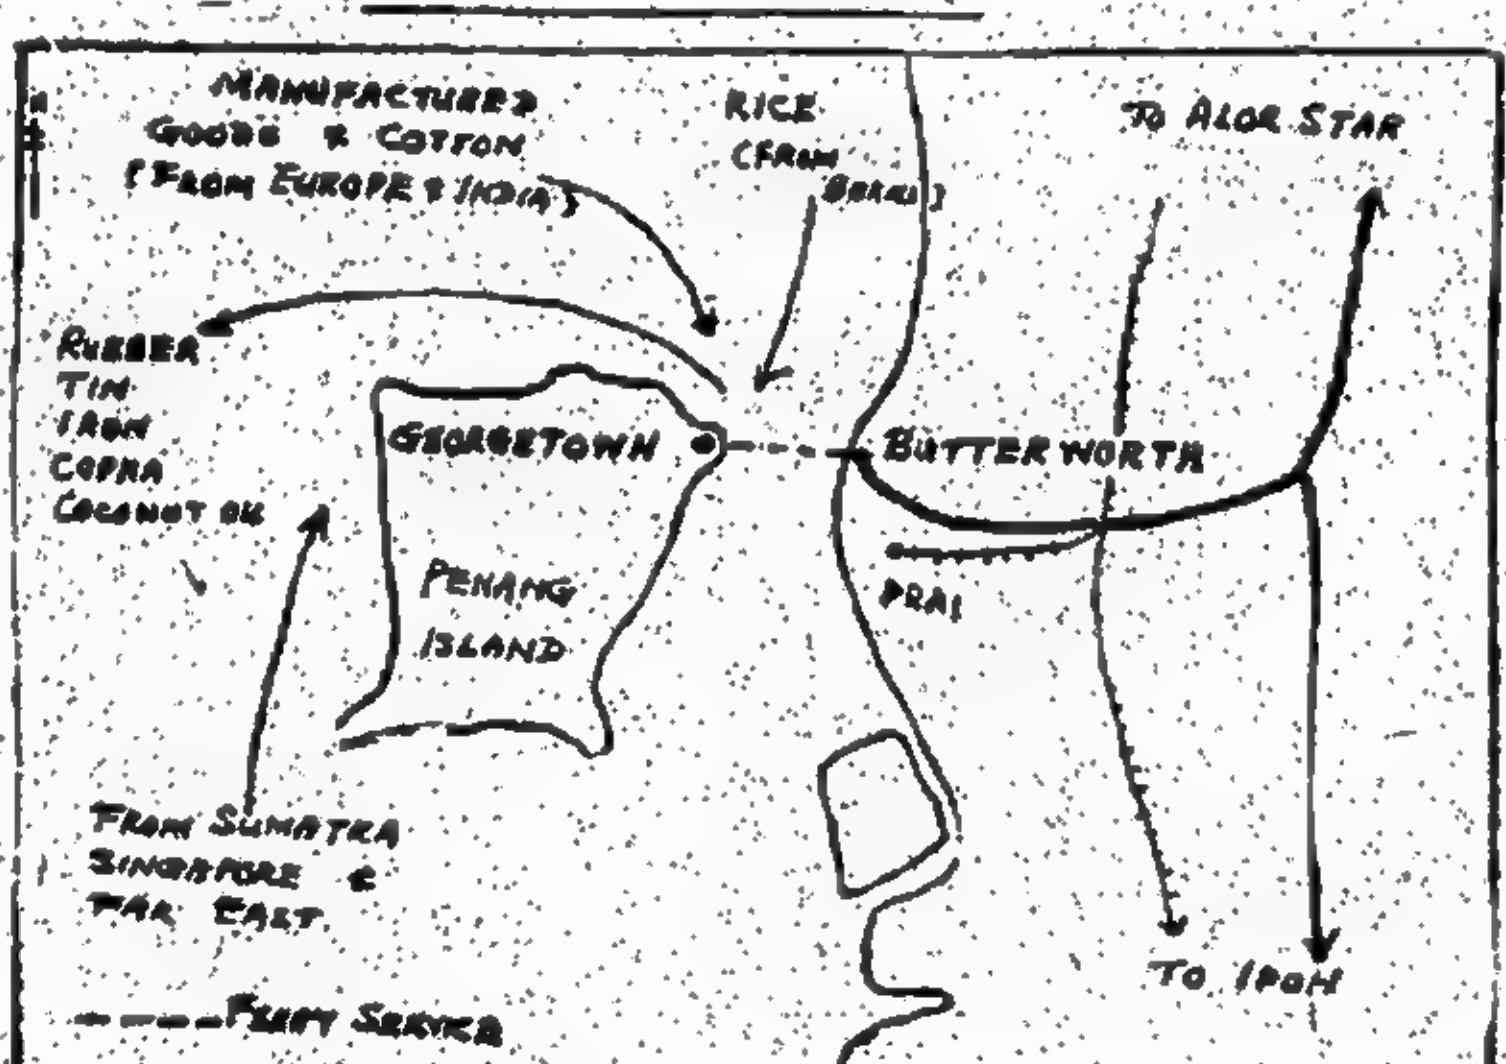 MANUFACTURED
GOODS & COTTON
(FROM EUROPE & INDIA)
RICE
(FROM
TO ALOR STAR
RUBBER
TIN
IRON
COPRA
COCONUT OIL
GEORGETOWN
BUTTERWORTH
PENANG
ISLAND
PRAI
FROM SUMATRA
SINGAPORE &
FAR EAST.
TO IPOH
FERRY SERVICE